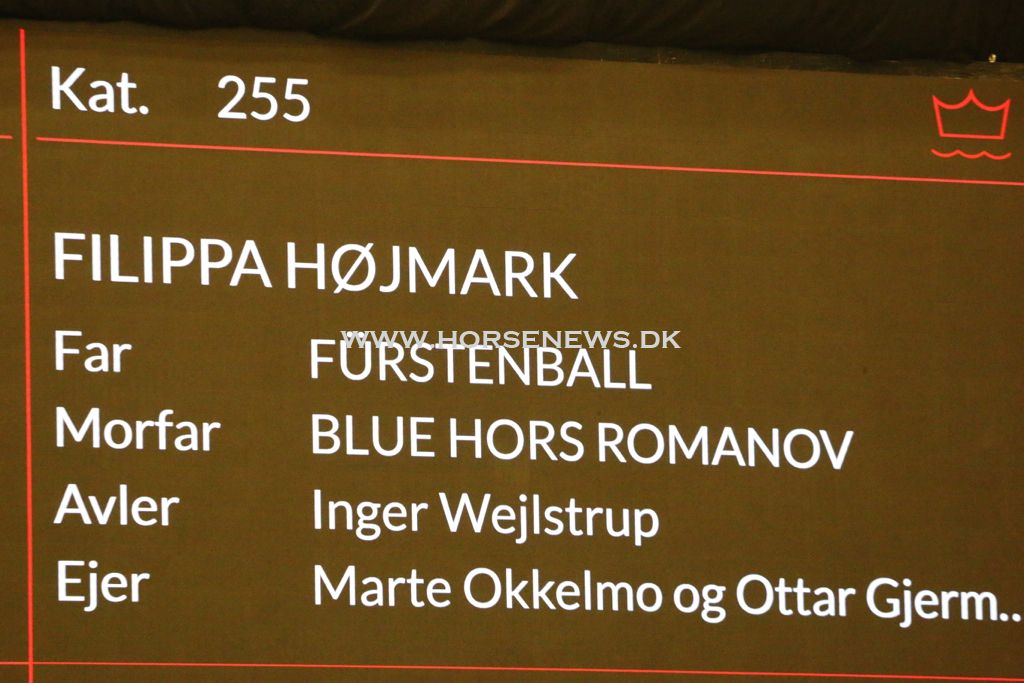 Kat. 255
FILIPPA HØJMARK
WWW.HORSENEWS.DK
Far FÜRSTENBALL
Morfar BLUE HORS ROMANOV
Avler Inger Wejlstrup
Ejer Marte Okkelmo og Ottar Gjerm...